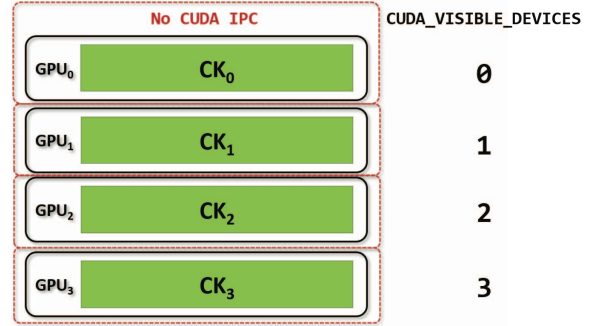 No CUDA IPC CUDA_VISIBLE_DEVICES
GPU₀ CK₀ 0
GPU₁ CK₁ 1
GPU₂ CK₂ 2
GPU₃ CK₃ 3